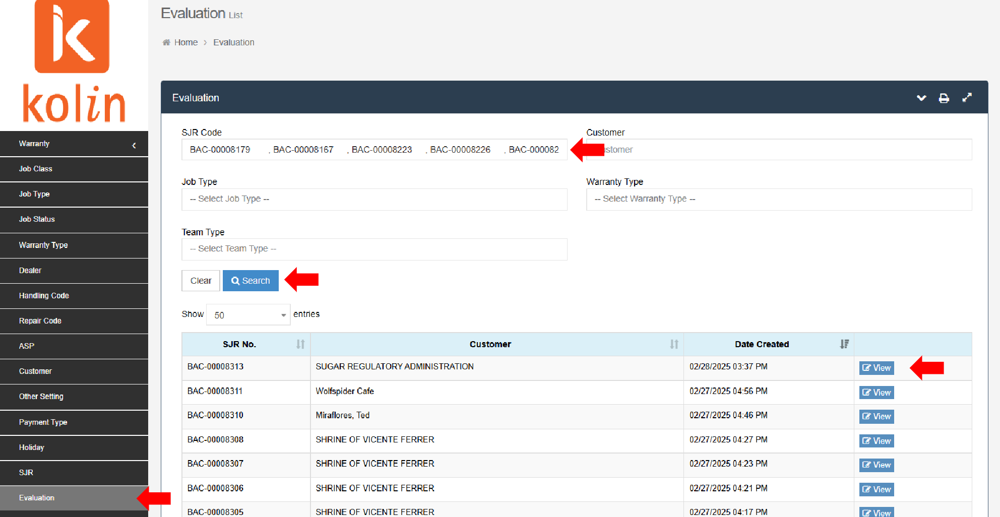 kolin
Evaluation List
Home > Evaluation
Evaluation
SJR Code
Customer
BAC-00008179 , BAC-00008167 , BAC-00008223 , BAC-00008226 , BAC-000082
ustomer
Job Type
Warranty Type
-- Select Job Type --
-- Select Warranty Type --
Team Type
-- Select Team Type --
Clear
Search
Show 50 entries
SJR No. Customer Date Created
BAC-00008313 SUGAR REGULATORY ADMINISTRATION 02/28/2025 03:37 PM View
BAC-00008311 Wolfspider Cafe 02/27/2025 04:56 PM View
BAC-00008310 Miraflores, Ted 02/27/2025 04:46 PM View
BAC-00008308 SHRINE OF VICENTE FERRER 02/27/2025 04:27 PM View
BAC-00008307 SHRINE OF VICENTE FERRER 02/27/2025 04:23 PM View
BAC-00008306 SHRINE OF VICENTE FERRER 02/27/2025 04:21 PM View
BAC-00008305 SHRINE OF VICENTE FERRER 02/27/2025 04:17 PM View
Warranty
Job Class
Job Type
Job Status
Warranty Type
Dealer
Handling Code
Repair Code
ASP
Customer
Other Setting
Payment Type
Holiday
SJR
Evaluation